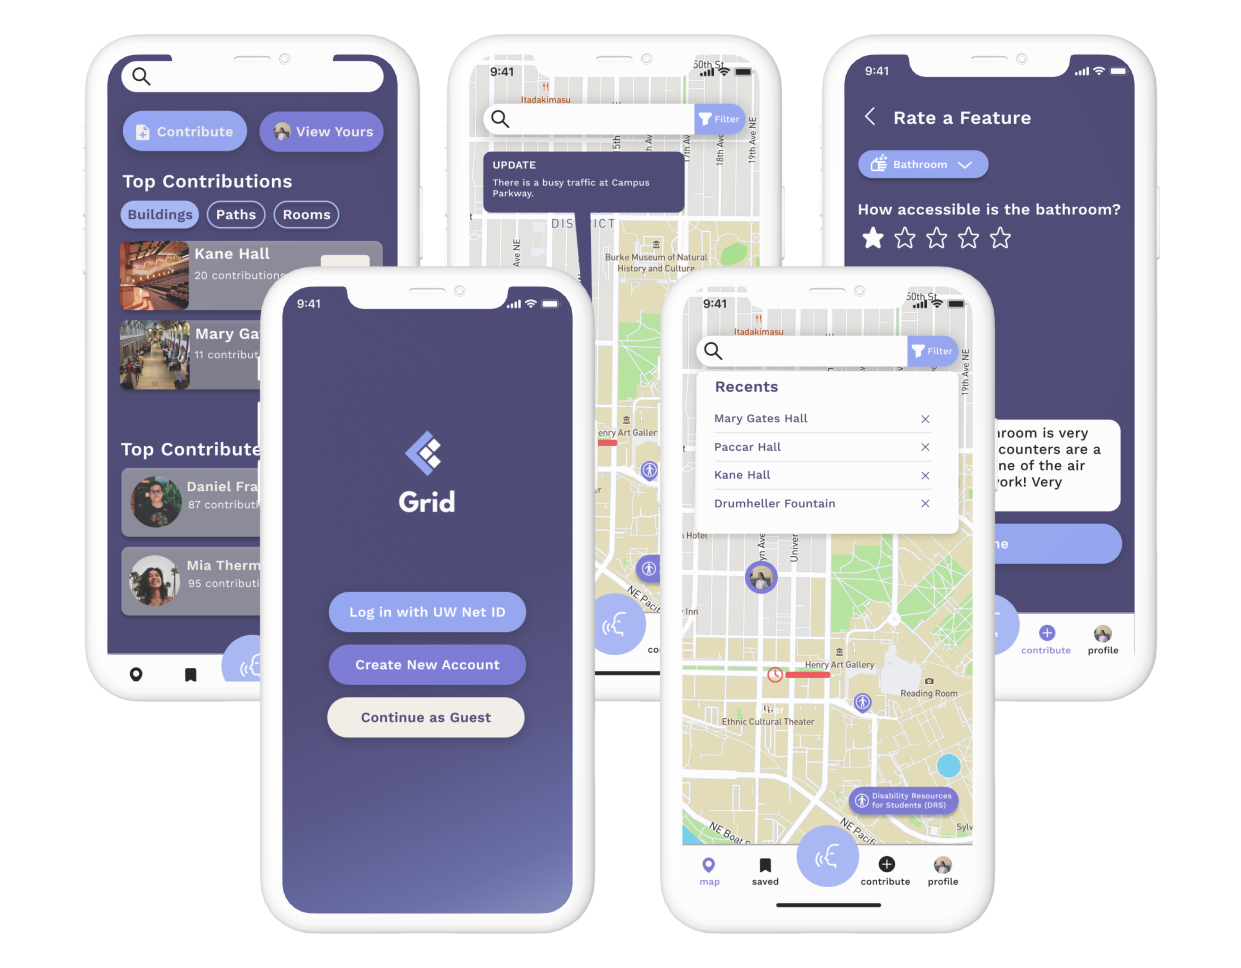 Contribute
View Yours
Top Contributions
Buildings
Paths
Rooms
Kane Hall
20 contributions
Mary Ga
11 contribut
Top Contribute
Daniel Fra
87 contributi
Mia Therm
95 contributi
9:41
50th St
Itadakimasu
Filter
15th
17th Av
18th Ave NE
19th Ave NE
UPDATE
There is a busy traffic at Campus
Parkway.
DIS
ICT
Ave NE
Burke Museum of Natural
History and Culture
enry Art Galler
er
NE Pacif
co
9:41
Rate a Feature
Bathroom
How accessible is the bathroom?
hroom is very
counters are a
ne of the air
vork! Very
ne
contribute
profile
9:41
Grid
Log in with UW Net ID
Create New Account
Continue as Guest
9:41
50th St
Itadakimasu
Filter
19th Ave NE
Recents
Mary Gates Hall
Paccar Hall
Kane Hall
Drumheller Fountain
Hotel
yn Ave
Univer
Inn
Henry Art Gallery
Reading Room
Ethnic Cultural Theater
Disability Resources
for Students (DRS)
NE Boat S
NE Pacific
Sylv
map
saved
contribute
profile